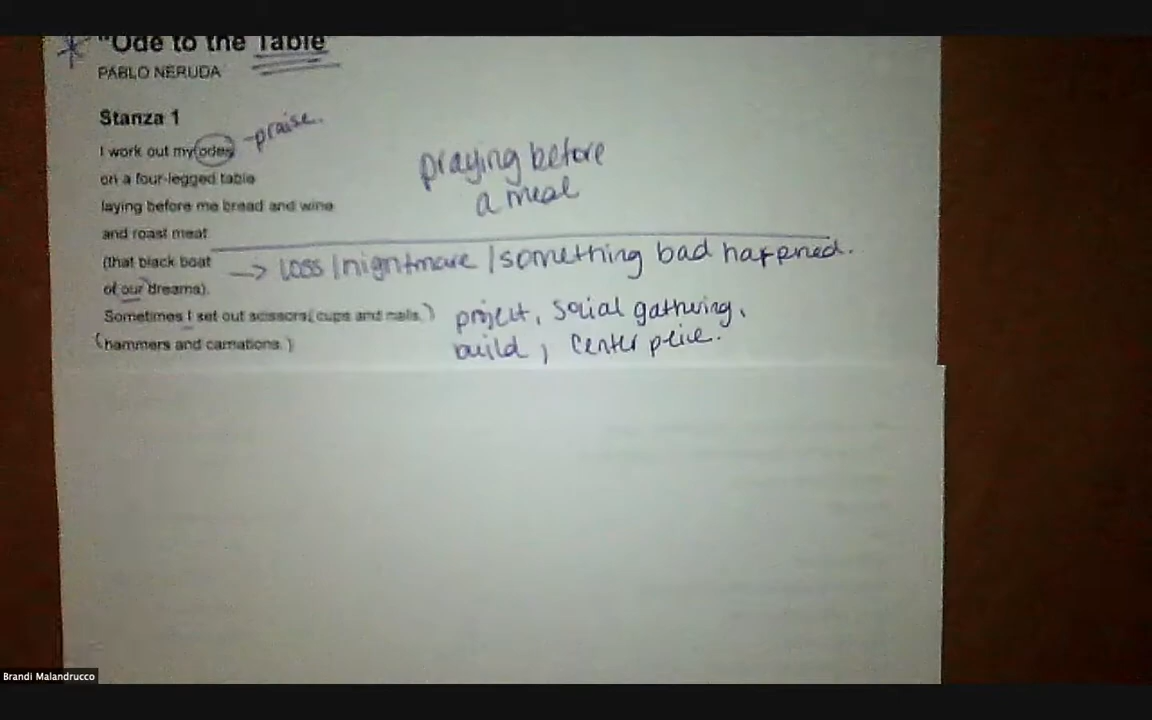 "Ode to the Table"
PABLO NERUDA
Stanza 1
I work out my odes -praise.
on a four-legged table
laying before me bread and wine
and roast meat
praying before
a meal
(that black boat
of our dreams).
→ Loss/nightmare/something bad happened.
Sometimes I set out scissors, (cups and nails,) project, social gathering,
(hammers and carnations.) build, center peice.
Brandi Malandrucco